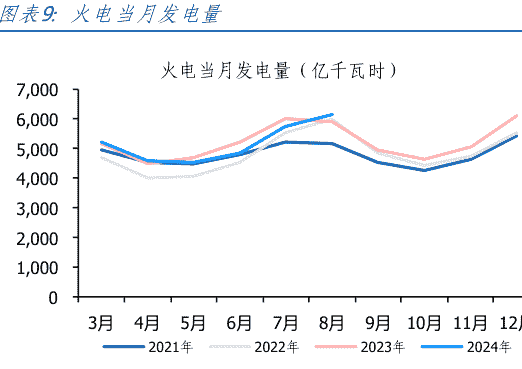 图表9: 火电当月发电量
火电当月发电量（亿千瓦时）
7,000
6,000
5,000
4,000
3,000
2,000
1,000
0
3月 4月 5月 6月 7月 8月 9月 10月 11月 12月
2021年 2022年 2023年 2024年